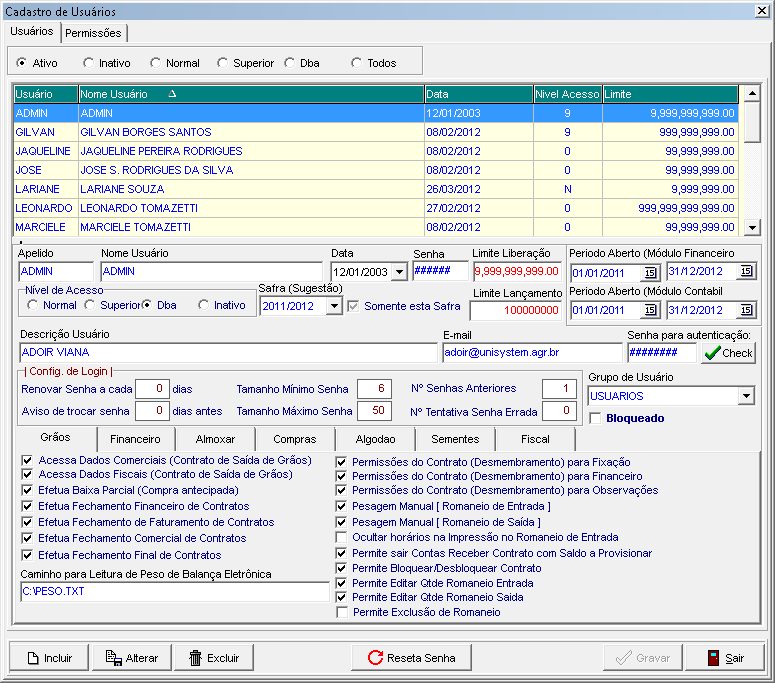 Cadastro de Usuários
Usuários Permissões
Ativo Inativo Normal Superior Dba Todos
Usuário Nome Usuário Data Nivel Acesso Limite
ADMIN ADMIN 12/01/2003 9 9,999,999,999.00
GILVAN GILVAN BORGES SANTOS 08/02/2012 9 99,999,999.00
JAQUELINE JAQUELINE PEREIRA RODRIGUES 08/02/2012 0 99,999,999.00
JOSE JOSE S. RODRIGUES DA SILVA 08/02/2012 0 99,999,999.00
LARIANE LARIANE SOUZA 26/03/2012 N 9,999,999.00
LEONARDO LEONARDO TOMAZETTI 27/02/2012 0 999,999,999,999.00
MARCIELE MARCIELE TOMAZETTI 08/02/2012 0 99,999,999.00
Apelido Nome Usuário Data Senha Limite Liberação Periodo Aberto (Módulo Financeiro
ADMIN ADMIN 12/01/2003 ###### 9,999,999,999.00 01/01/2011 15 31/12/2012 15
Nível de Acesso Safra (Sugestão) Limite Lançamento Periodo Aberto (Módulo Contabil
Normal Superior Dba Inativo 2011/2012 Somente esta Safra 100000000 01/01/2011 15 31/12/2012 15
Descrição Usuário E-mail Senha para autenticação:
ADOIR VIANA adoir@unisystem.agr.br ######## Check
Config. de Login Grupo de Usuário
Renovar Senha a cada 0 dias Tamanho Mínimo Senha 6 Nº Senhas Anteriores 1 USUARIOS
Aviso de trocar senha 0 dias antes Tamanho Máximo Senha 50 Nº Tentativa Senha Errada 0 Bloqueado
Grãos Financeiro Almoxar Compras Algodao Sementes Fiscal
Acessa Dados Comerciais (Contrato de Saída de Grãos)
Acessa Dados Fiscais (Contrato de Saída de Grãos)
Efetua Baixa Parcial (Compra antecipada)
Efetua Fechamento Financeiro de Contratos
Efetua Fechamento de Faturamento de Contratos
Efetua Fechamento Comercial de Contratos
Efetua Fechamento Final de Contratos
Caminho para Leitura de Peso de Balança Eletrônica
C:\PESO.TXT
Permissões do Contrato (Desmembramento) para Fixação
Permissões do Contrato (Desmembramento) para Financeiro
Permissões do Contrato (Desmembramento) para Observações
Pesagem Manual [ Romaneio de Entrada ]
Pesagem Manual [ Romaneio de Saída ]
Ocultar horários na Impressão no Romaneio de Entrada
Permite sair Contas Receber Contrato com Saldo a Provisionar
Permite Bloquear/Desbloquear Contrato
Permite Editar Qtde Romaneio Entrada
Permite Editar Qtde Romaneio Saida
Permite Exclusão de Romaneio
Incluir Alterar Excluir Reseta Senha Gravar Sair